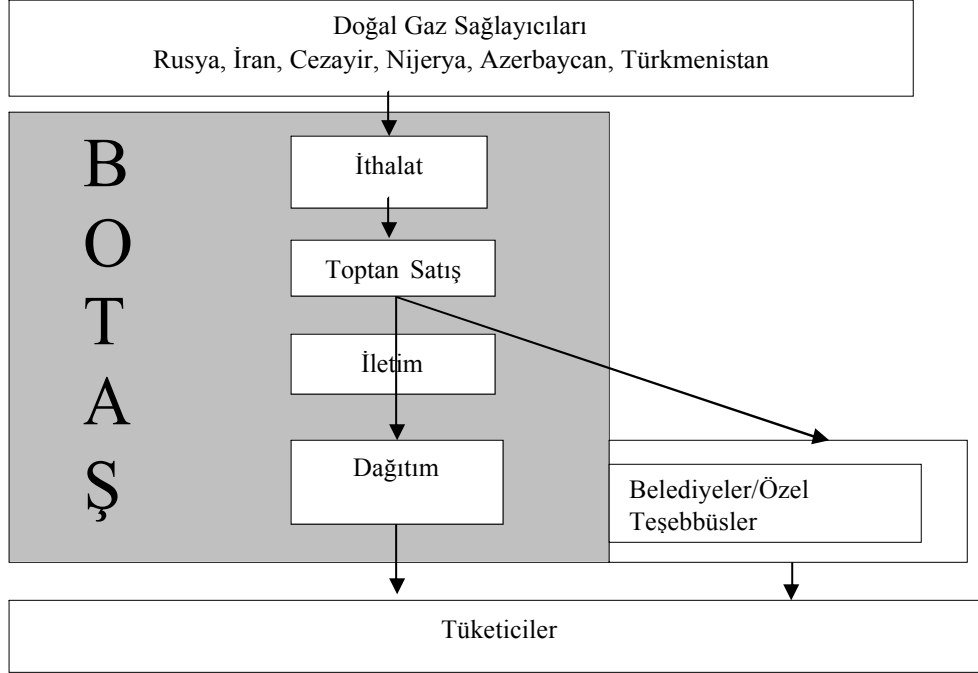 Doğal Gaz Sağlayıcıları
Rusya, İran, Cezayir, Nijerya, Azerbaycan, Türkmenistan
B
O
T
A
Ş
İthalat
Toptan Satış
İletim
Dağıtım
Belediyeler/Özel
Teşebbüsler
Tüketiciler